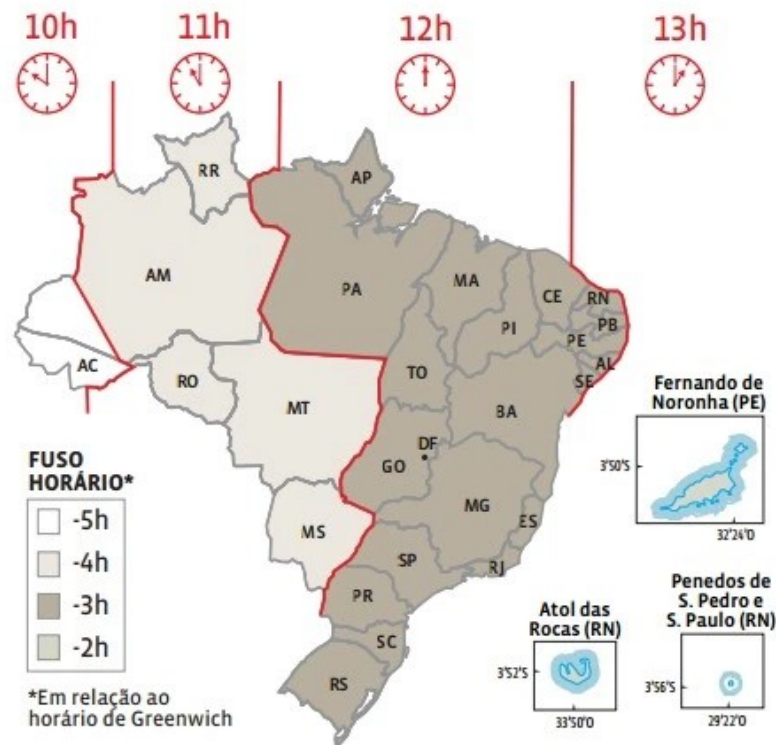 10h
11h
12h
13h
RR
AP
AM
PA
MA
CE
RN
PB
PI
PE
AC
TO
AL
SE
RO
MT
BA
DF
GO
MG
ES
MS
SP
RJ
PR
SC
RS
FUSO
HORÁRIO*
-5h
-4h
-3h
-2h
*Em relação ao
horário de Greenwich
Fernando de
Noronha (PE)
3°50'S
32°24'O
Atol das
Rocas (RN)
3°52'S
33°50'O
Penedos de
S. Pedro e
S. Paulo (RN)
3°56'S
29°22'O